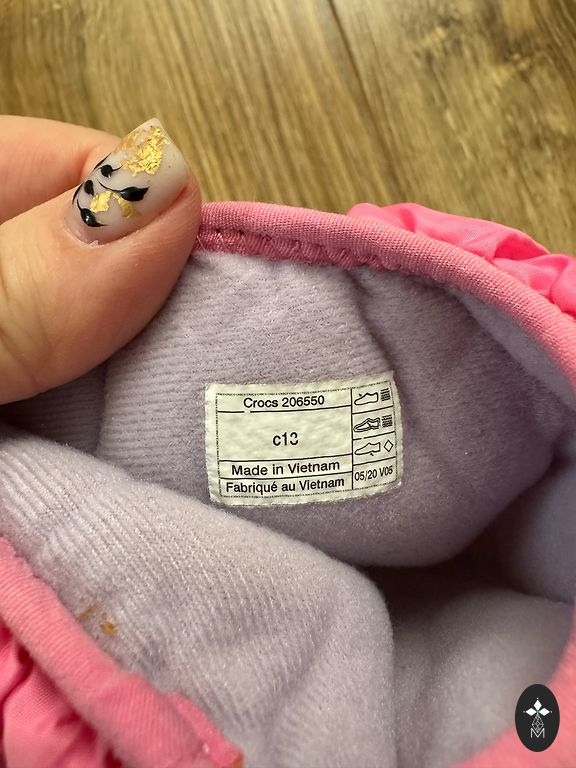 Crocs 206550
c13
Made in Vietnam
Fabriqué au Vietnam
05/20 V05